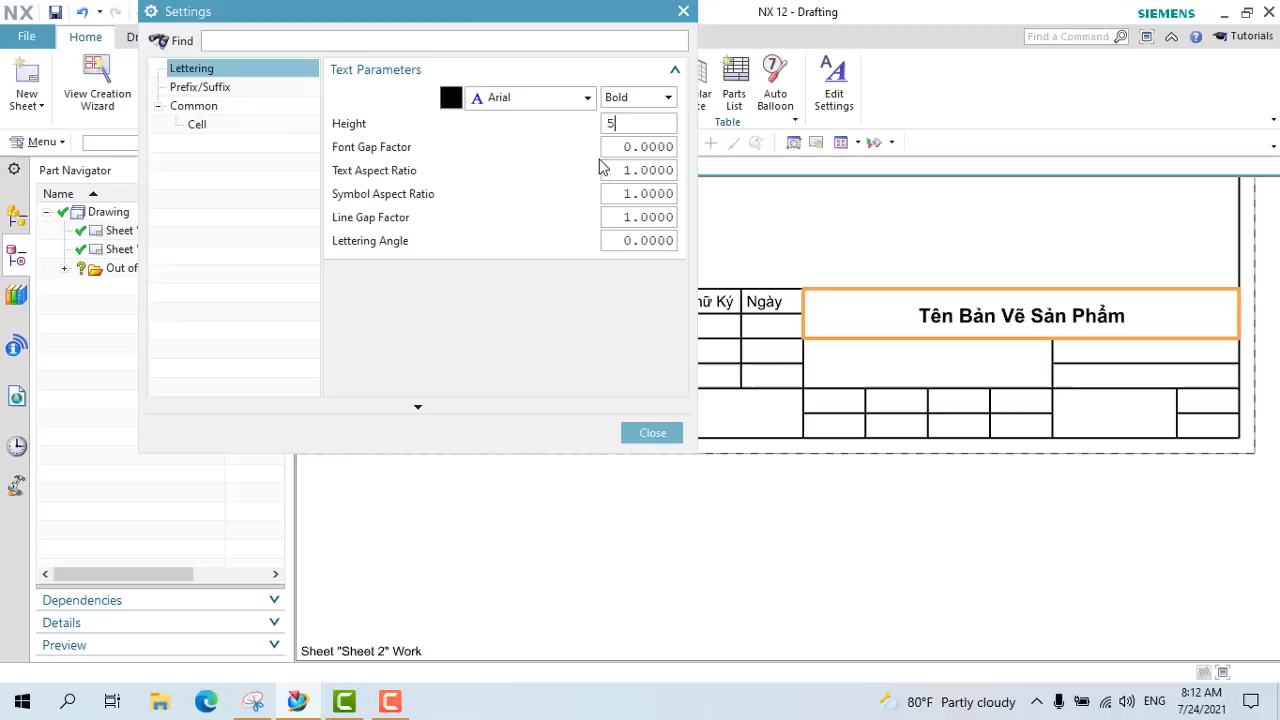 NX
Settings
NX 12 - Drafting
SIEMENS
File
Home
Find
Find a Command
Tutorials
Lettering
Prefix/Suffix
Common
Cell
Text Parameters
Arial
Bold
Height
5
Font Gap Factor
0.0000
Text Aspect Ratio
1.0000
Symbol Aspect Ratio
1.0000
Line Gap Factor
1.0000
Lettering Angle
0.0000
Close
New
Sheet
View Creation
Wizard
Parts
List
Auto
Balloon
Edit
Settings
Table
Menu
Part Navigator
Name
Drawing
Sheet
Sheet
Out of
Ký
Ngày
Tên Bản Vẽ Sản Phẩm
Dependencies
Details
Preview
Sheet "Sheet 2" Work
80°F Partly cloudy
ENG
8:12 AM
7/24/2021